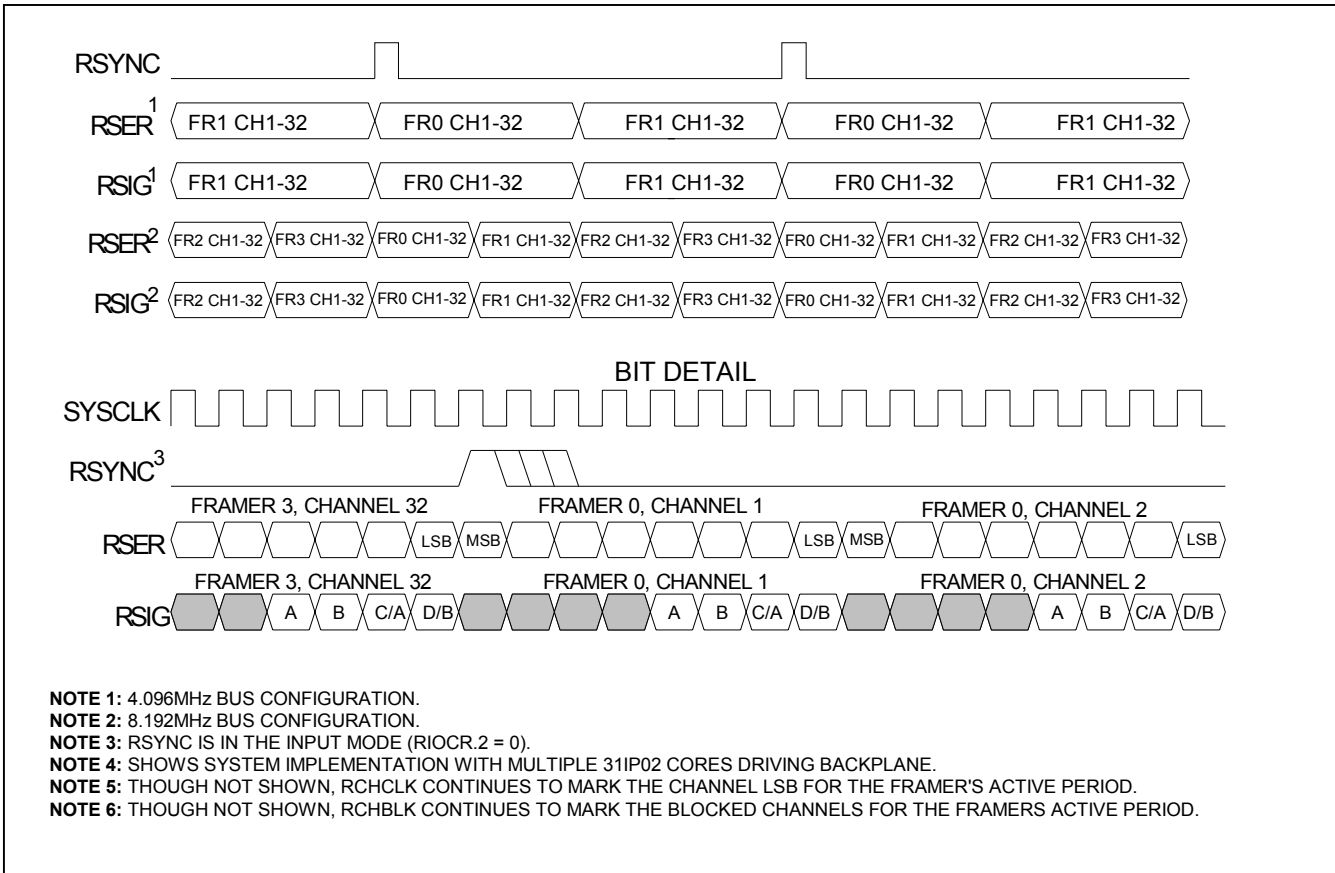 RSYNC
RSER1 FR1 CH1-32 FR0 CH1-32 FR1 CH1-32 FR0 CH1-32 FR1 CH1-32
RSIG1 FR1 CH1-32 FR0 CH1-32 FR1 CH1-32 FR0 CH1-32 FR1 CH1-32
RSER2 FR2 CH1-32 FR3 CH1-32 FR0 CH1-32 FR1 CH1-32 FR2 CH1-32 FR3 CH1-32 FR0 CH1-32 FR1 CH1-32 FR2 CH1-32 FR3 CH1-32
RSIG2 FR2 CH1-32 FR3 CH1-32 FR0 CH1-32 FR1 CH1-32 FR2 CH1-32 FR3 CH1-32 FR0 CH1-32 FR1 CH1-32 FR2 CH1-32 FR3 CH1-32
BIT DETAIL
SYSCLK
RSYNC3
FRAMER 3, CHANNEL 32 FRAMER 0, CHANNEL 1 FRAMER 0, CHANNEL 2
RSER LSB MSB LSB MSB LSB
FRAMER 3, CHANNEL 32 FRAMER 0, CHANNEL 1 FRAMER 0, CHANNEL 2
RSIG A B C/A D/B A B C/A D/B A B C/A D/B
NOTE 1: 4.096MHz BUS CONFIGURATION.
NOTE 2: 8.192MHz BUS CONFIGURATION.
NOTE 3: RSYNC IS IN THE INPUT MODE (RIOCR.2 = 0).
NOTE 4: SHOWS SYSTEM IMPLEMENTATION WITH MULTIPLE 31IP02 CORES DRIVING BACKPLANE.
NOTE 5: THOUGH NOT SHOWN, RCHCLK CONTINUES TO MARK THE CHANNEL LSB FOR THE FRAMER'S ACTIVE PERIOD.
NOTE 6: THOUGH NOT SHOWN, RCHBLK CONTINUES TO MARK THE BLOCKED CHANNELS FOR THE FRAMERS ACTIVE PERIOD.